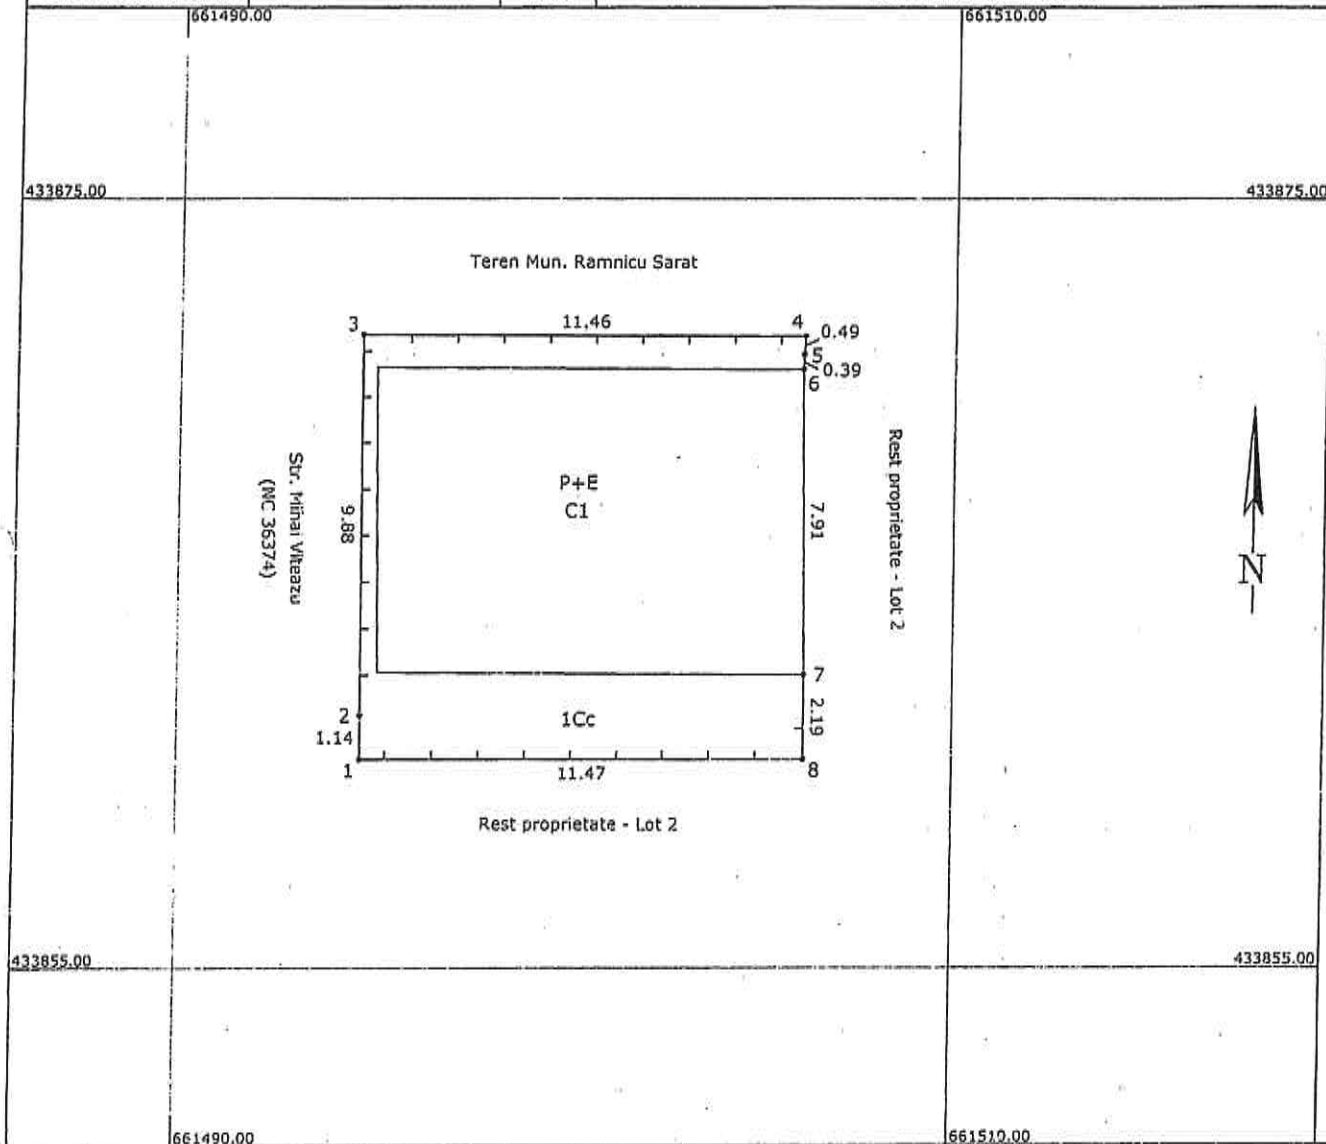 661490.00
661510.00
433875.00
433875.00
Teren Mun. Ramnicu Sarat
3
11.46
4
0.49
5
0.39
6
P+E
C1
Str. Mihai Viteazu
(NC 36374)
9.88
7.91
Rest proprietate - Lot 2
7
2
1Cc
2.19
1.14
1
11.47
8
Rest proprietate - Lot 2
N
433855.00
433855.00
661490.00
661510.00